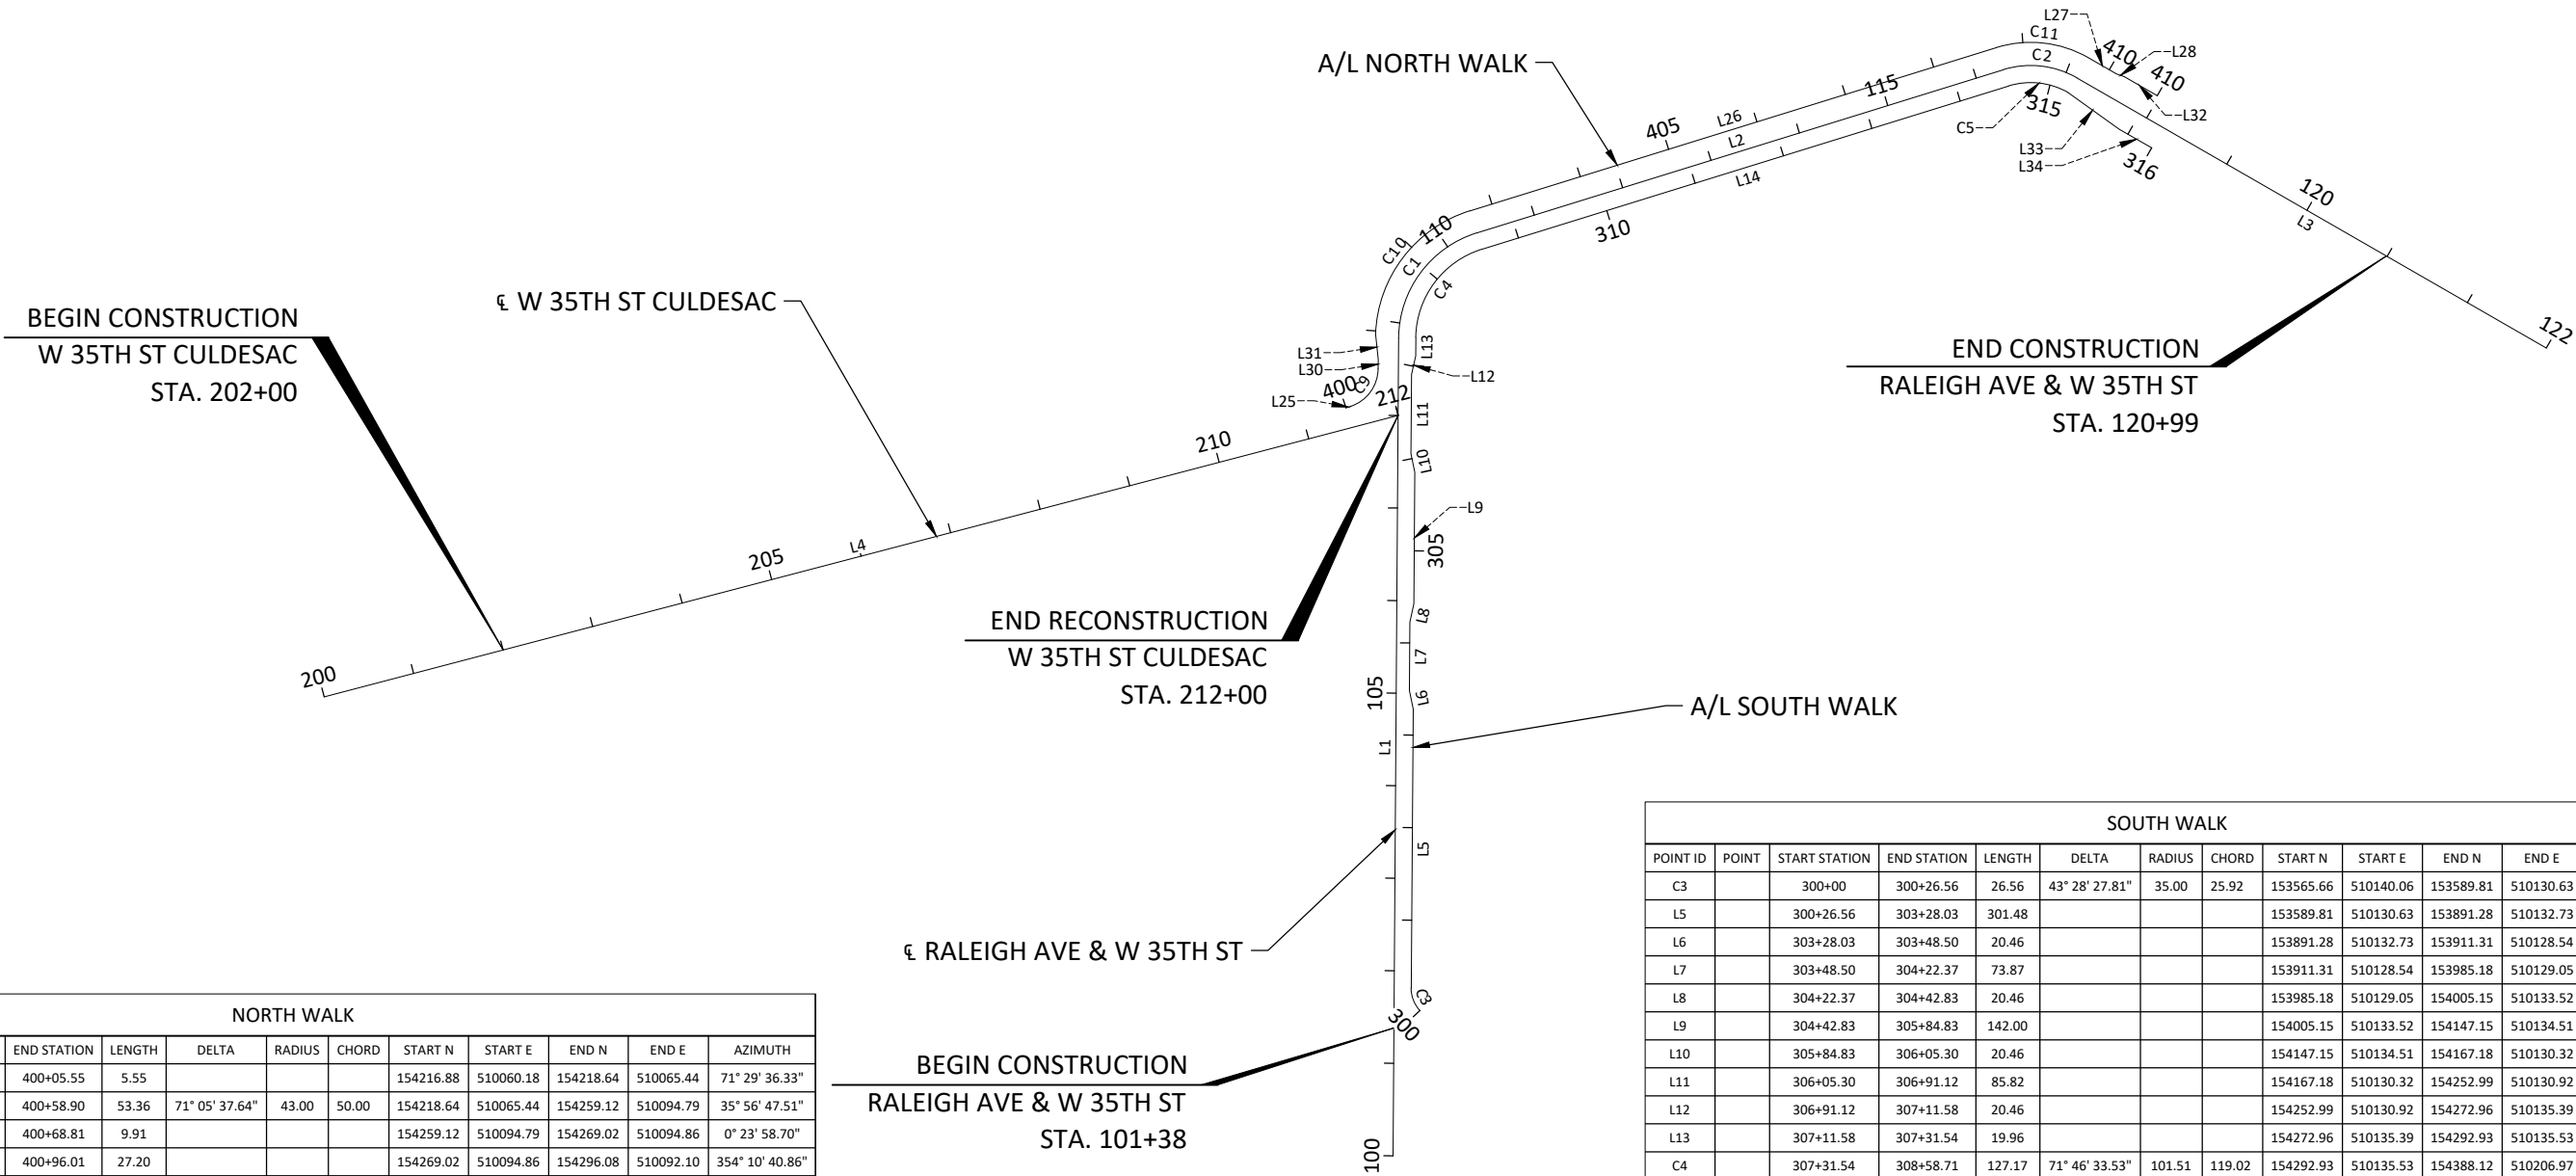 A/L NORTH WALK
L27
C11
410
L28
C2
410
L32
115
315
C5
L33
L34
316
405
L26
L2
L14
310
120
L3
122
C10
110
C1
C4
BEGIN CONSTRUCTION
W 35TH ST CULDESAC
STA. 202+00
℄ W 35TH ST CULDESAC
L31
L30
L25
400
C9
212
L13
L12
L11
END CONSTRUCTION
RALEIGH AVE & W 35TH ST
STA. 120+99
210
L10
L9
305
205
L4
200
END RECONSTRUCTION
W 35TH ST CULDESAC
STA. 212+00
L8
L7
L6
105
L1
A/L SOUTH WALK
L5
℄ RALEIGH AVE & W 35TH ST
C3
300
BEGIN CONSTRUCTION
RALEIGH AVE & W 35TH ST
STA. 101+38
100
NORTH WALK
END STATION LENGTH DELTA RADIUS CHORD START N START E END N END E AZIMUTH
400+05.55 5.55 154216.88 510060.18 154218.64 510065.44 71° 29' 36.33"
400+58.90 53.36 71° 05' 37.64" 43.00 50.00 154218.64 510065.44 154259.12 510094.79 35° 56' 47.51"
400+68.81 9.91 154259.12 510094.79 154269.02 510094.86 0° 23' 58.70"
400+96.01 27.20 154269.02 510094.86 154296.08 510092.10 354° 10' 40.86"
SOUTH WALK
POINT ID POINT START STATION END STATION LENGTH DELTA RADIUS CHORD START N START E END N END E
C3 300+00 300+26.56 26.56 43° 28' 27.81" 35.00 25.92 153565.66 510140.06 153589.81 510130.63
L5 300+26.56 303+28.03 301.48 153589.81 510130.63 153891.28 510132.73
L6 303+28.03 303+48.50 20.46 153891.28 510132.73 153911.31 510128.54
L7 303+48.50 304+22.37 73.87 153911.31 510128.54 153985.18 510129.05
L8 304+22.37 304+42.83 20.46 153985.18 510129.05 154005.15 510133.52
L9 304+42.83 305+84.83 142.00 154005.15 510133.52 154147.15 510134.51
L10 305+84.83 306+05.30 20.46 154147.15 510134.51 154167.18 510130.32
L11 306+05.30 306+91.12 85.82 154167.18 510130.32 154252.99 510130.92
L12 306+91.12 307+11.58 20.46 154252.99 510130.92 154272.96 510135.39
L13 307+11.58 307+31.54 19.96 154272.96 510135.39 154292.93 510135.53
C4 307+31.54 308+58.71 127.17 71° 46' 33.53" 101.51 119.02 154292.93 510135.53 154388.12 510206.97